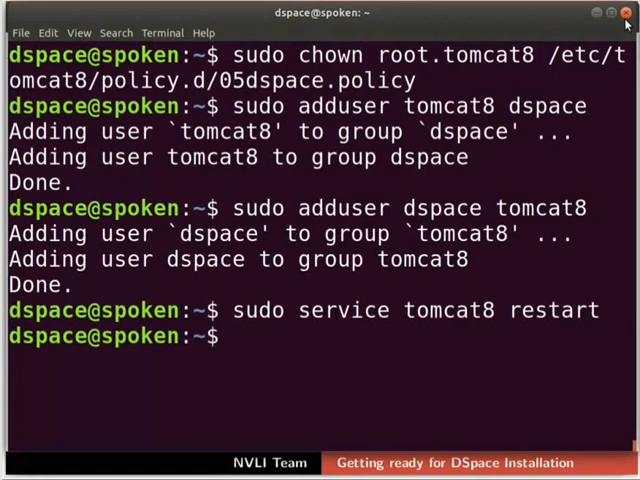 dspace@spoken: ~
File Edit View Search Terminal Help
dspace@spoken:~$ sudo chown root.tomcat8 /etc/t
omcat8/policy.d/05dspace.policy
dspace@spoken:~$ sudo adduser tomcat8 dspace
Adding user `tomcat8' to group `dspace' ...
Adding user tomcat8 to group dspace
Done.
dspace@spoken:~$ sudo adduser dspace tomcat8
Adding user `dspace' to group `tomcat8' ...
Adding user dspace to group tomcat8
Done.
dspace@spoken:~$ sudo service tomcat8 restart
dspace@spoken:~$
NVLI Team Getting ready for DSpace Installation